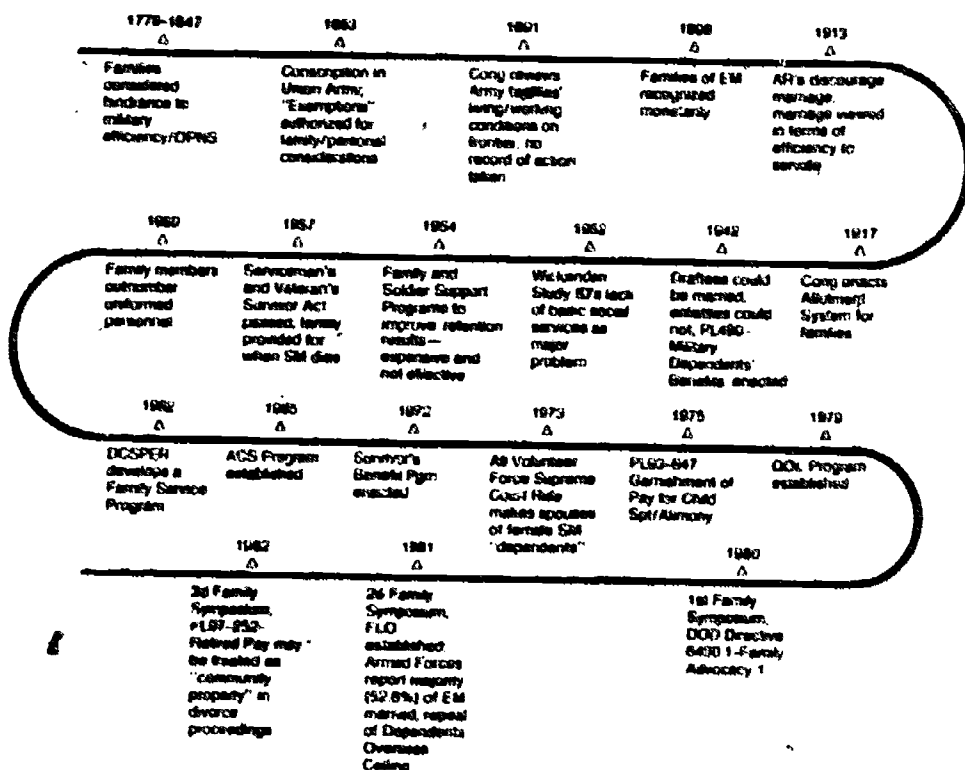 1779-1847
Families
considered
hindrance to
military
efficiency/OPNS
1863
Conscription in
Union Army;
"Exemptions"
authorized for
family/personal
considerations
1891
Cong reviews
Army families'
living/working
conditions on
frontier, no
record of action
taken
Families of EM
recognized
monetarily
1913
AR's discourage
marriage,
marriage viewed
in terms of
efficiency to
service
1960
Family members
outnumber
uniformed
personnel
1957
Serviceman's
and Veteran's
Survivor Act
passed, family
provided for
when SM dies
1954
Family and
Soldier Support
Programs to
improve retention
results—
expensive and
not effective
1952
Wickenden
Study ID's lack
of basic social
services as
major
problem
1942
Draftees could
be married,
enlistees could
not, PL490-
Military
Dependents'
Benefits enacted
1917
Cong enacts
Allotment
System for
families
1962
DCSPER
develops a
Family Service
Program
1965
ACS Program
established
1972
Survivor's
Benefit Pgm
enacted
1973
All Volunteer
Force Supreme
Court Rule
makes spouses
of female SM
"dependents"
1975
PL93-647
Garnishment of
Pay for Child
Spt/Alimony
1979
QOL Program
established
1982
3d Family
Symposium,
PL97-252-
Retired Pay may
be treated as
"community
property" in
divorce
proceedings
1981
2d Family
Symposium,
FLO
established
Armed Forces
report majority
(52.8%) of EM
married, repeal
of Dependents
Overseas
Ceiling
1980
1st Family
Symposium,
DOD Directive
6400.1-Family
Advocacy 1